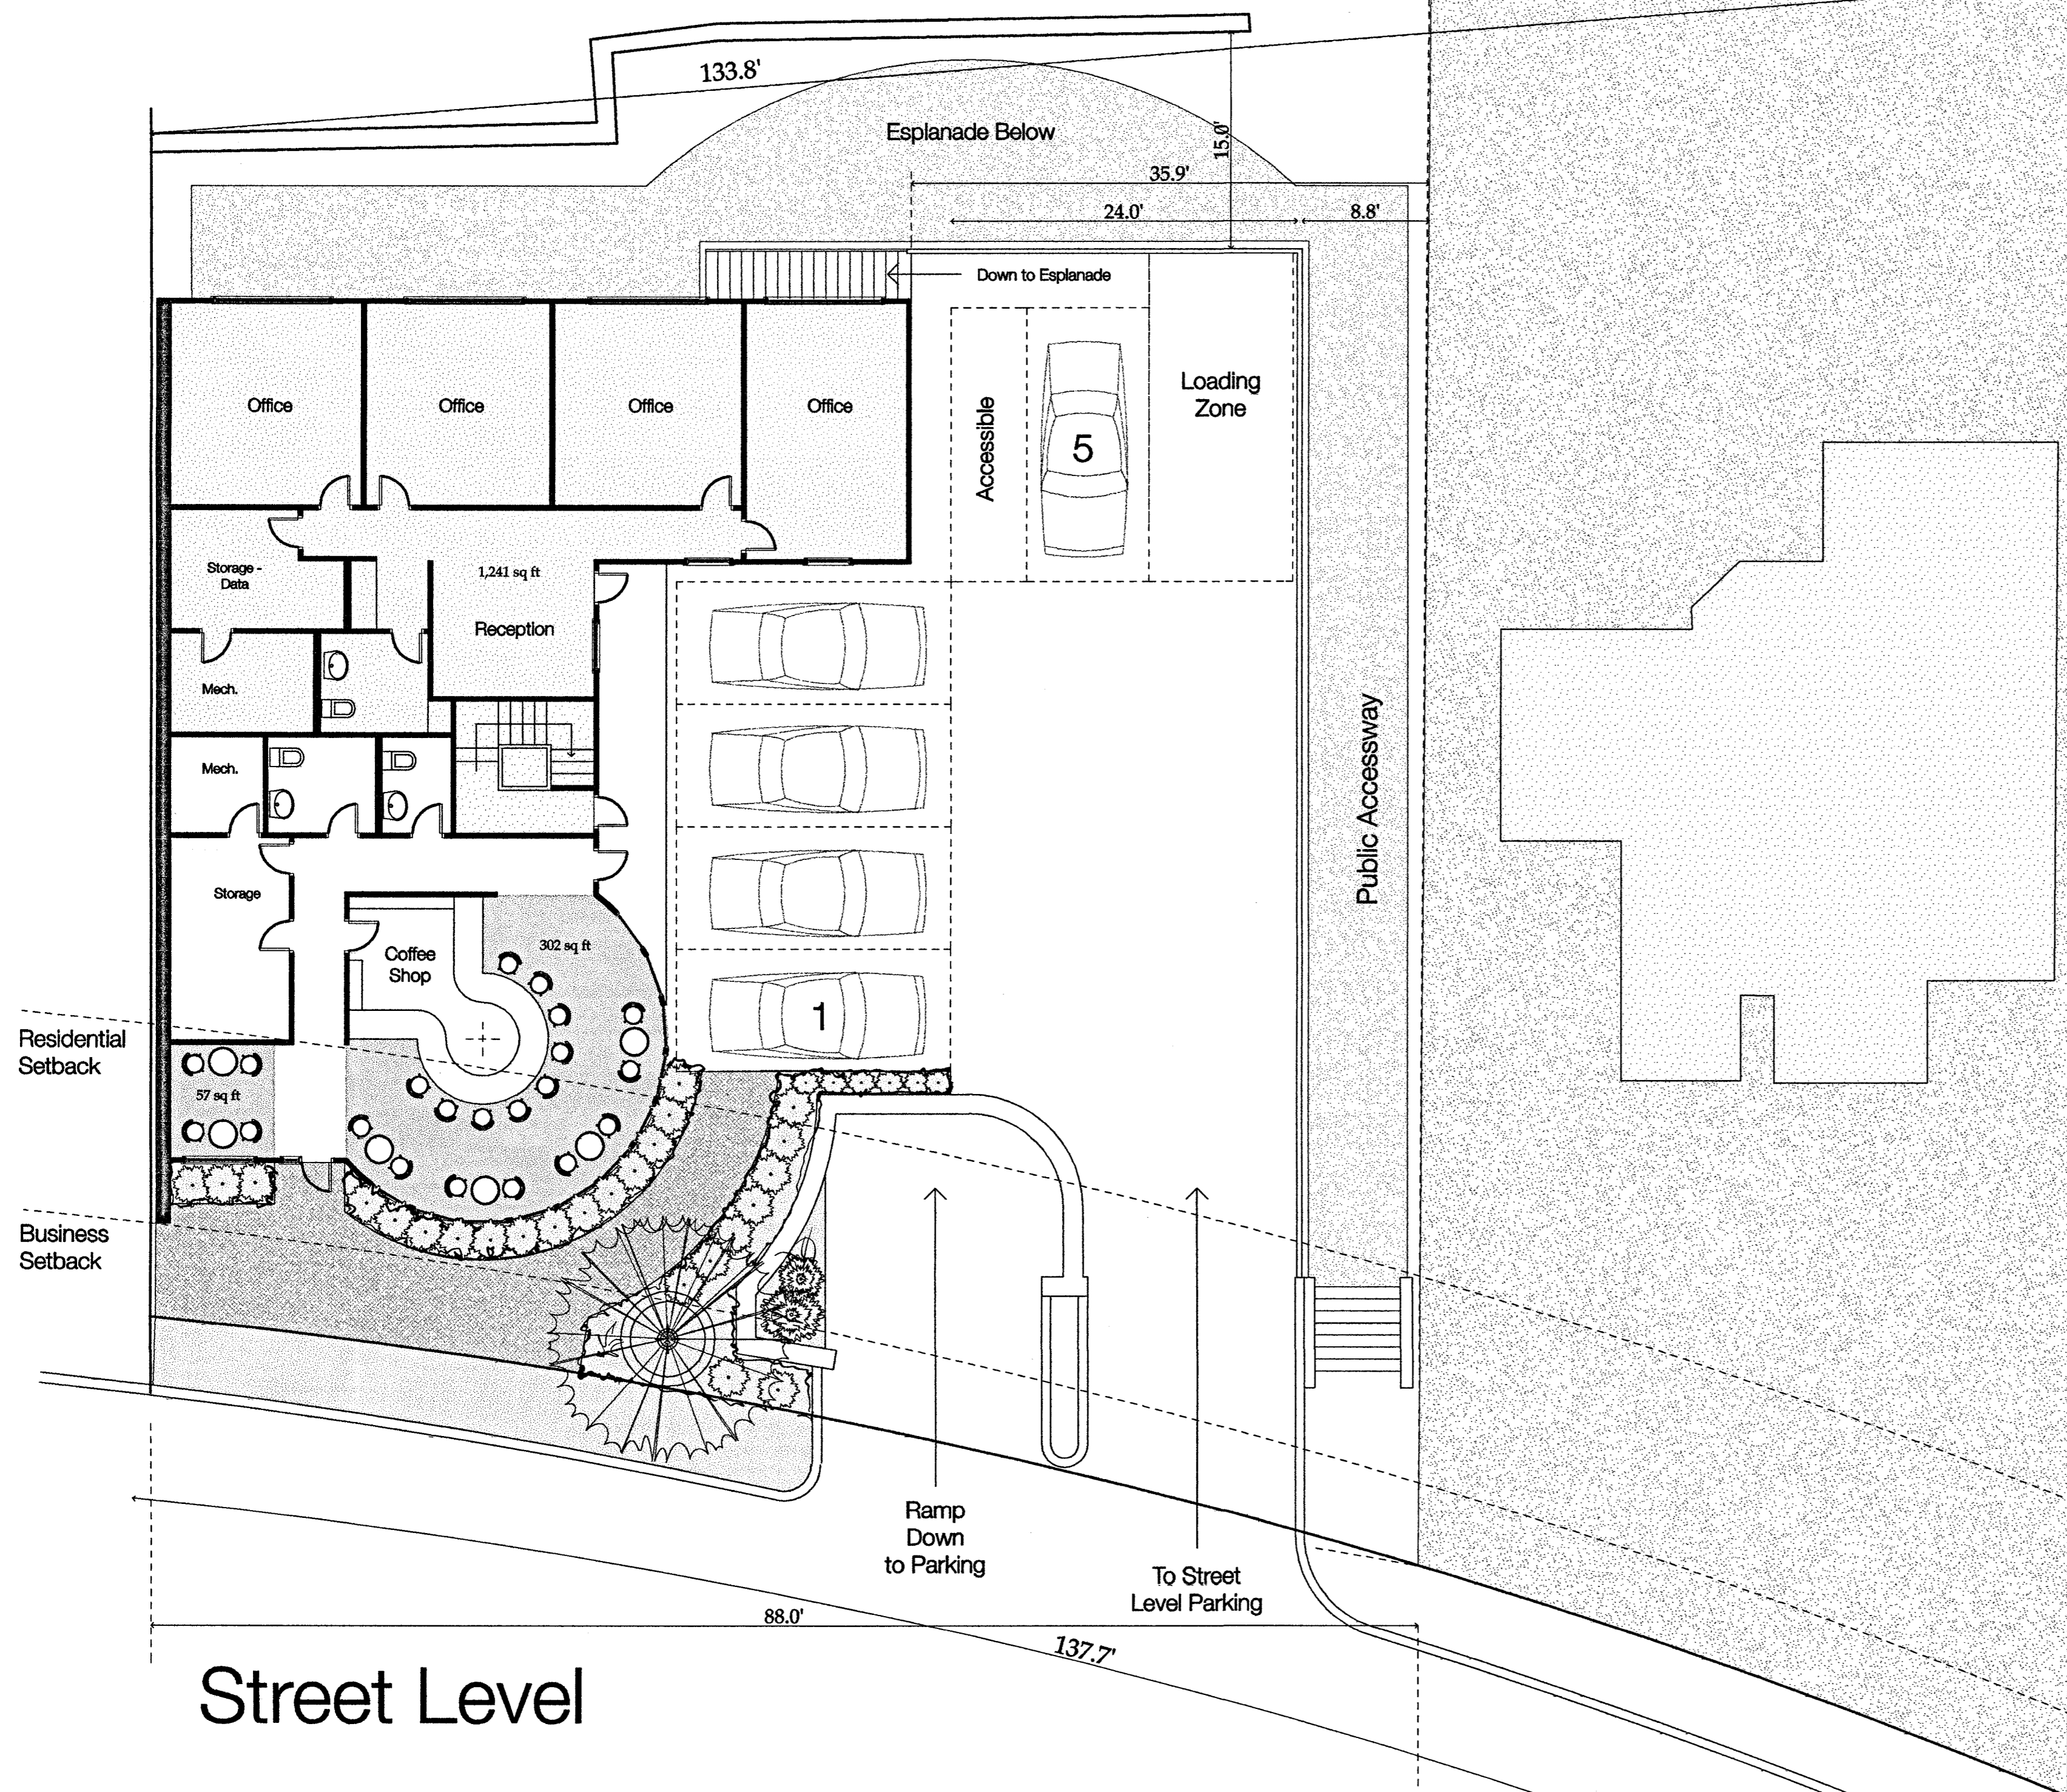 133.8'
Esplanade Below
15.0'
35.9'
24.0'
8.8'
Down to Esplanade
Office
Office
Office
Office
Accessible
5
Loading
Zone
Storage -
Data
1,241 sq ft
Reception
Mech.
Mech.
Public Accessway
Storage
302 sq ft
Coffee
Shop
1
Residential
Setback
57 sq ft
Business
Setback
Ramp
Down
to Parking
To Street
Level Parking
88.0'
137.7'
Street Level